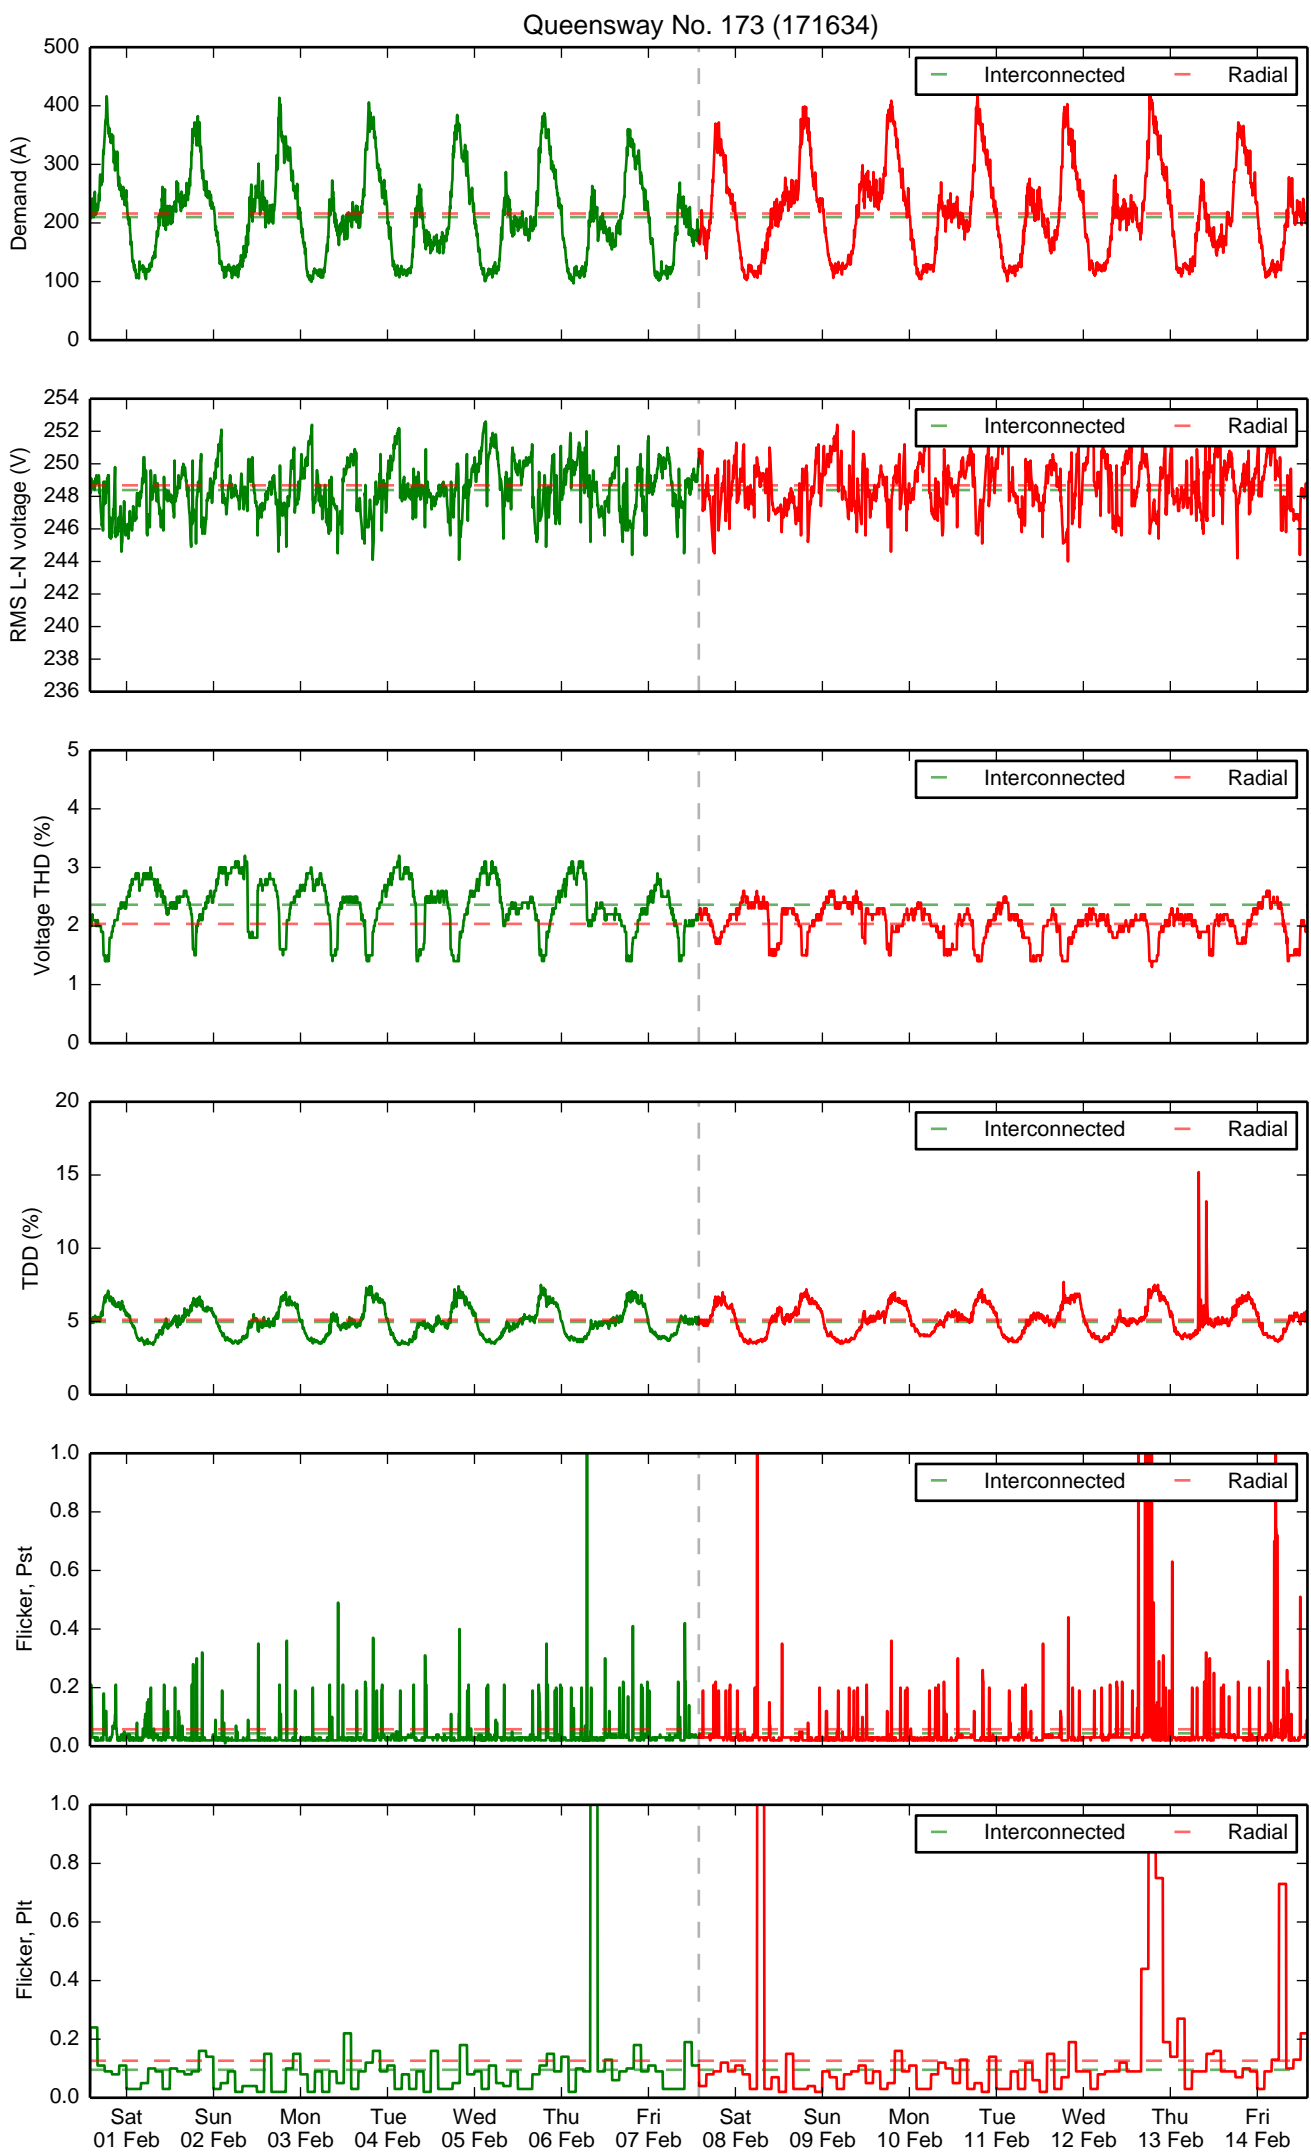 Queensway No. 173 (171634)
500
400
300
200
100
0
Demand (A)
Interconnected Radial
254
252
250
248
246
244
242
240
238
236
RMS L-N voltage (V)
Interconnected Radial
5
4
3
2
1
0
Voltage THD (%)
Interconnected Radial
20
15
10
5
0
TDD (%)
Interconnected Radial
1.0
0.8
0.6
0.4
0.2
0.0
Flicker, Pst
Interconnected Radial
1.0
0.8
0.6
0.4
0.2
0.0
Flicker, Plt
Interconnected Radial
Sat Sun Mon Tue Wed Thu Fri Sat Sun Mon Tue Wed Thu Fri
01 Feb 02 Feb 03 Feb 04 Feb 05 Feb 06 Feb 07 Feb 08 Feb 09 Feb 10 Feb 11 Feb 12 Feb 13 Feb 14 Feb